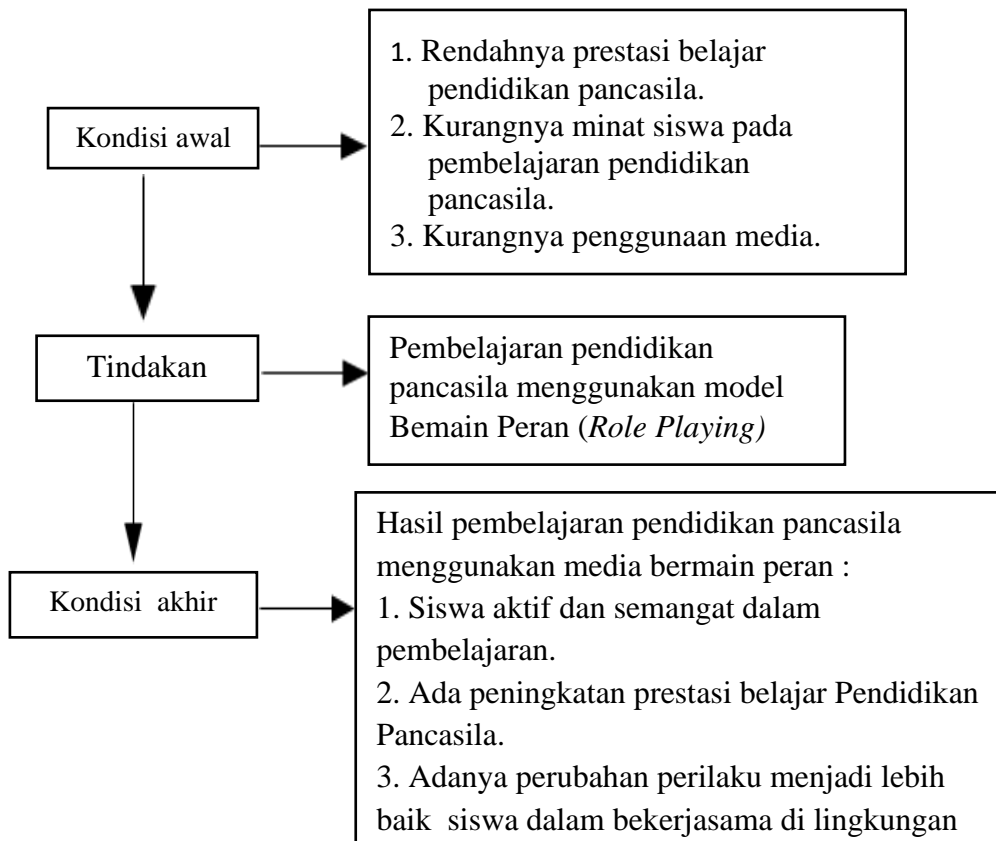 Kondisi awal
1. Rendahnya prestasi belajar
pendidikan pancasila.
2. Kurangnya minat siswa pada
pembelajaran pendidikan
pancasila.
3. Kurangnya penggunaan media.
Tindakan
Pembelajaran pendidikan
pancasila menggunakan model
Bemain Peran (Role Playing)
Kondisi akhir
Hasil pembelajaran pendidikan pancasila
menggunakan media bermain peran :
1. Siswa aktif dan semangat dalam
pembelajaran.
2. Ada peningkatan prestasi belajar Pendidikan
Pancasila.
3. Adanya perubahan perilaku menjadi lebih
baik siswa dalam bekerjasama di lingkungan